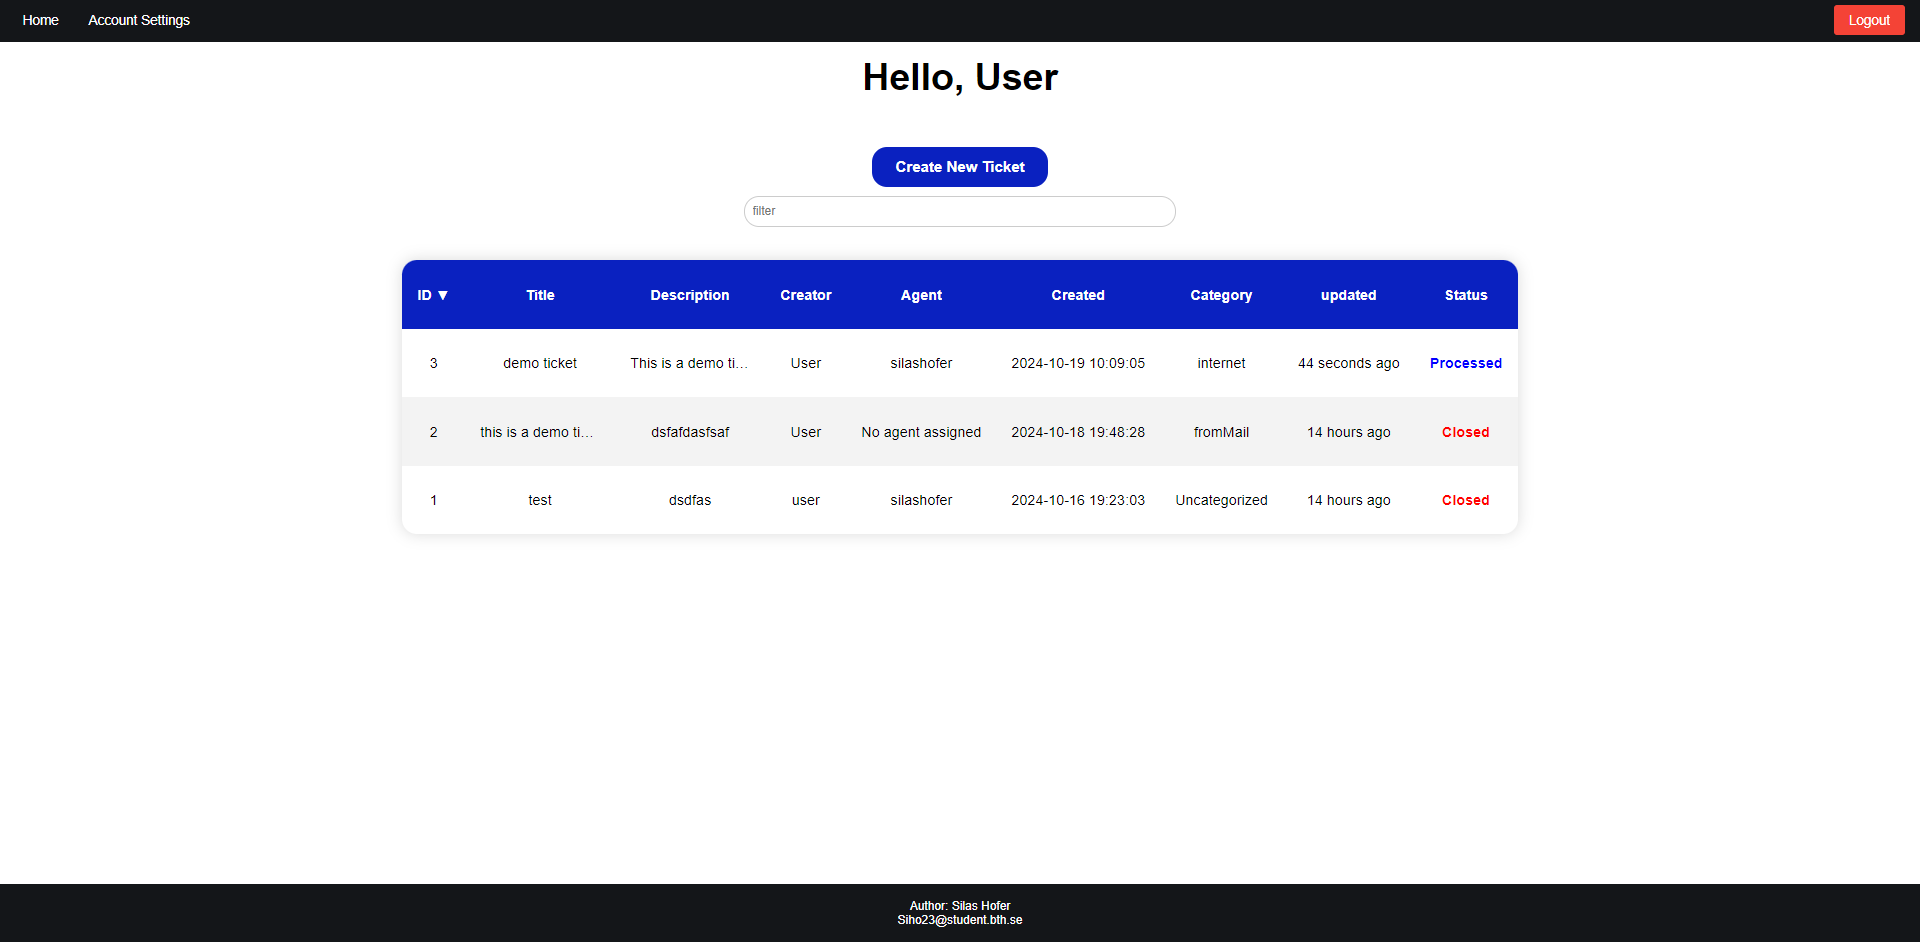 Home Account Settings Logout
Hello, User
Create New Ticket
filter
ID ▼ Title Description Creator Agent Created Category updated Status
3 demo ticket This is a demo ti... User silashofer 2024-10-19 10:09:05 internet 44 seconds ago Processed
2 this is a demo ti... dsfafdasfsaf User No agent assigned 2024-10-18 19:48:28 fromMail 14 hours ago Closed
1 test dsdfas user silashofer 2024-10-16 19:23:03 Uncategorized 14 hours ago Closed
Author: Silas Hofer
Siho23@student.bth.se